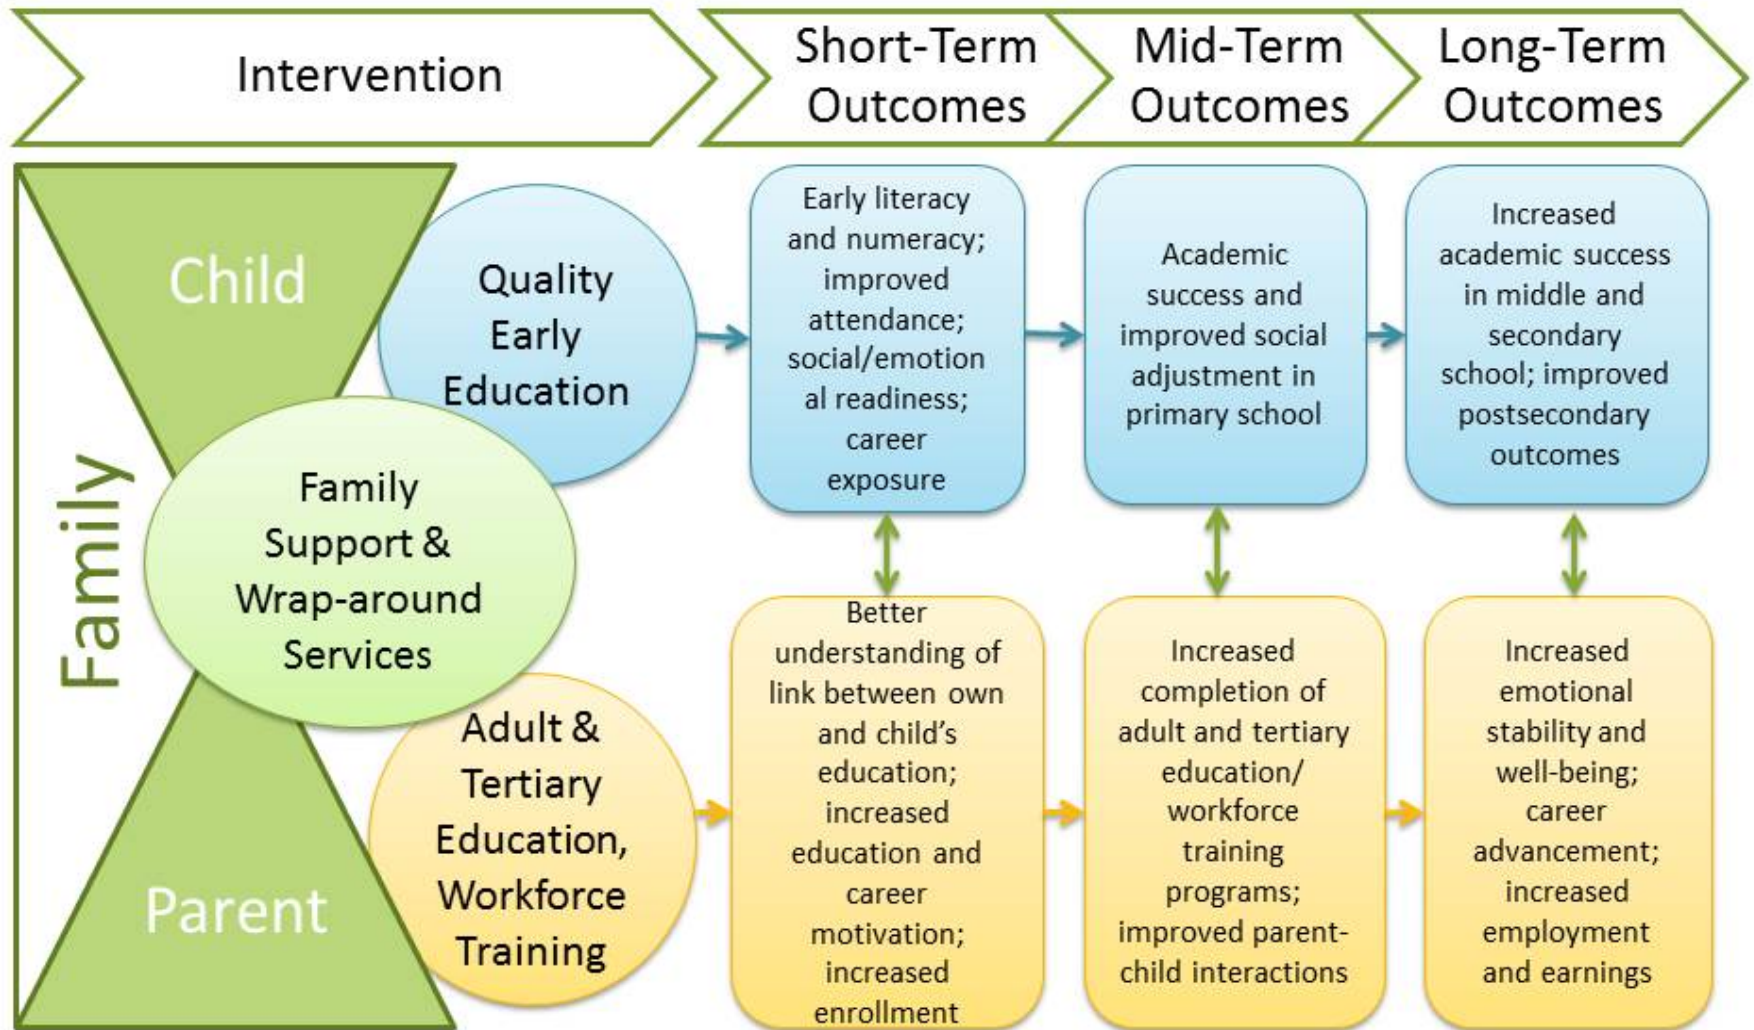 Intervention
Short-Term
Outcomes
Mid-Term
Outcomes
Long-Term
Outcomes
Family
Child
Quality
Early
Education
Family
Support &
Wrap-around
Services
Parent
Adult &
Tertiary
Education,
Workforce
Training
Early literacy
and numeracy;
improved
attendance;
social/emotion
al readiness;
career
exposure
Academic
success and
improved social
adjustment in
primary school
Increased
academic success
in middle and
secondary
school; improved
postsecondary
outcomes
Better
understanding of
link between own
and child's
education;
increased
education and
career
motivation;
increased
enrollment
Increased
completion of
adult and tertiary
education/
workforce
training
programs;
improved parent-
child interactions
Increased
emotional
stability and
well-being;
career
advancement;
increased
employment
and earnings